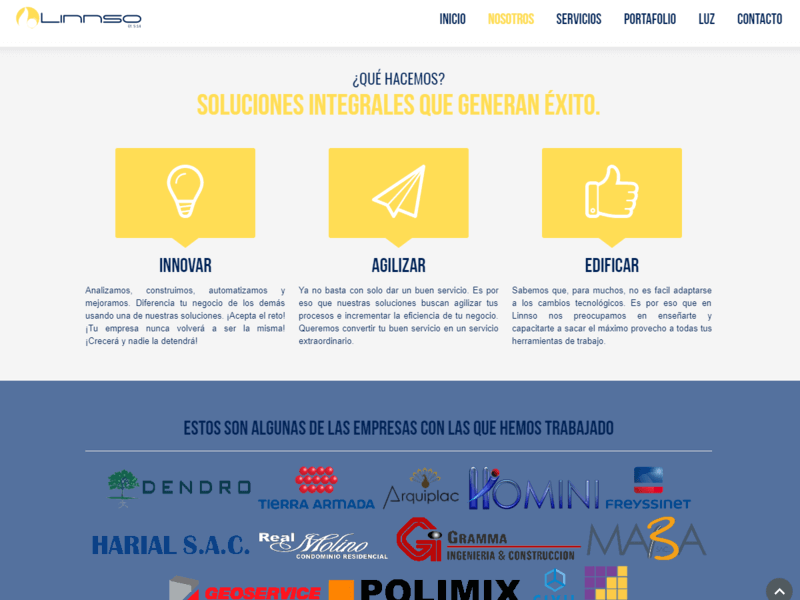 LINNSO
INICIO NOSOTROS SERVICIOS PORTAFOLIO LUZ CONTACTO
¿QUÉ HACEMOS?
SOLUCIONES INTEGRALES QUE GENERAN ÉXITO.
INNOVAR
Analizamos, construimos, automatizamos y
mejoramos. Diferencia tu negocio de los demás
usando una de nuestras soluciones. ¡Acepta el reto!
¡Tu empresa nunca volverá a ser la misma!
¡Crecerá y nadie la detendrá!
AGILIZAR
Ya no basta con solo dar un buen servicio. Es por
eso que nuestras soluciones buscan agilizar tus
procesos e incrementar la eficiencia de tu negocio.
Queremos convertir tu buen servicio en un servicio
extraordinario.
EDIFICAR
Sabemos que, para muchos, no es facil adaptarse
a los cambios tecnológicos. Es por eso que en
Linnso nos preocupamos en enseñarte y
capacitarte a sacar el máximo provecho a todas tus
herramientas de trabajo.
ESTOS SON ALGUNAS DE LAS EMPRESAS CON LAS QUE HEMOS TRABAJADO
DENDRO
TIERRA ARMADA
Arquiplac
HOMINI
FREYSSINET
HARIAL S.A.C.
Real Molino
CONDOMINIO RESIDENCIAL
GRAMMA
INGENIERIA & CONSTRUCCION
MABA
GEOSERVICE
POLIMIX